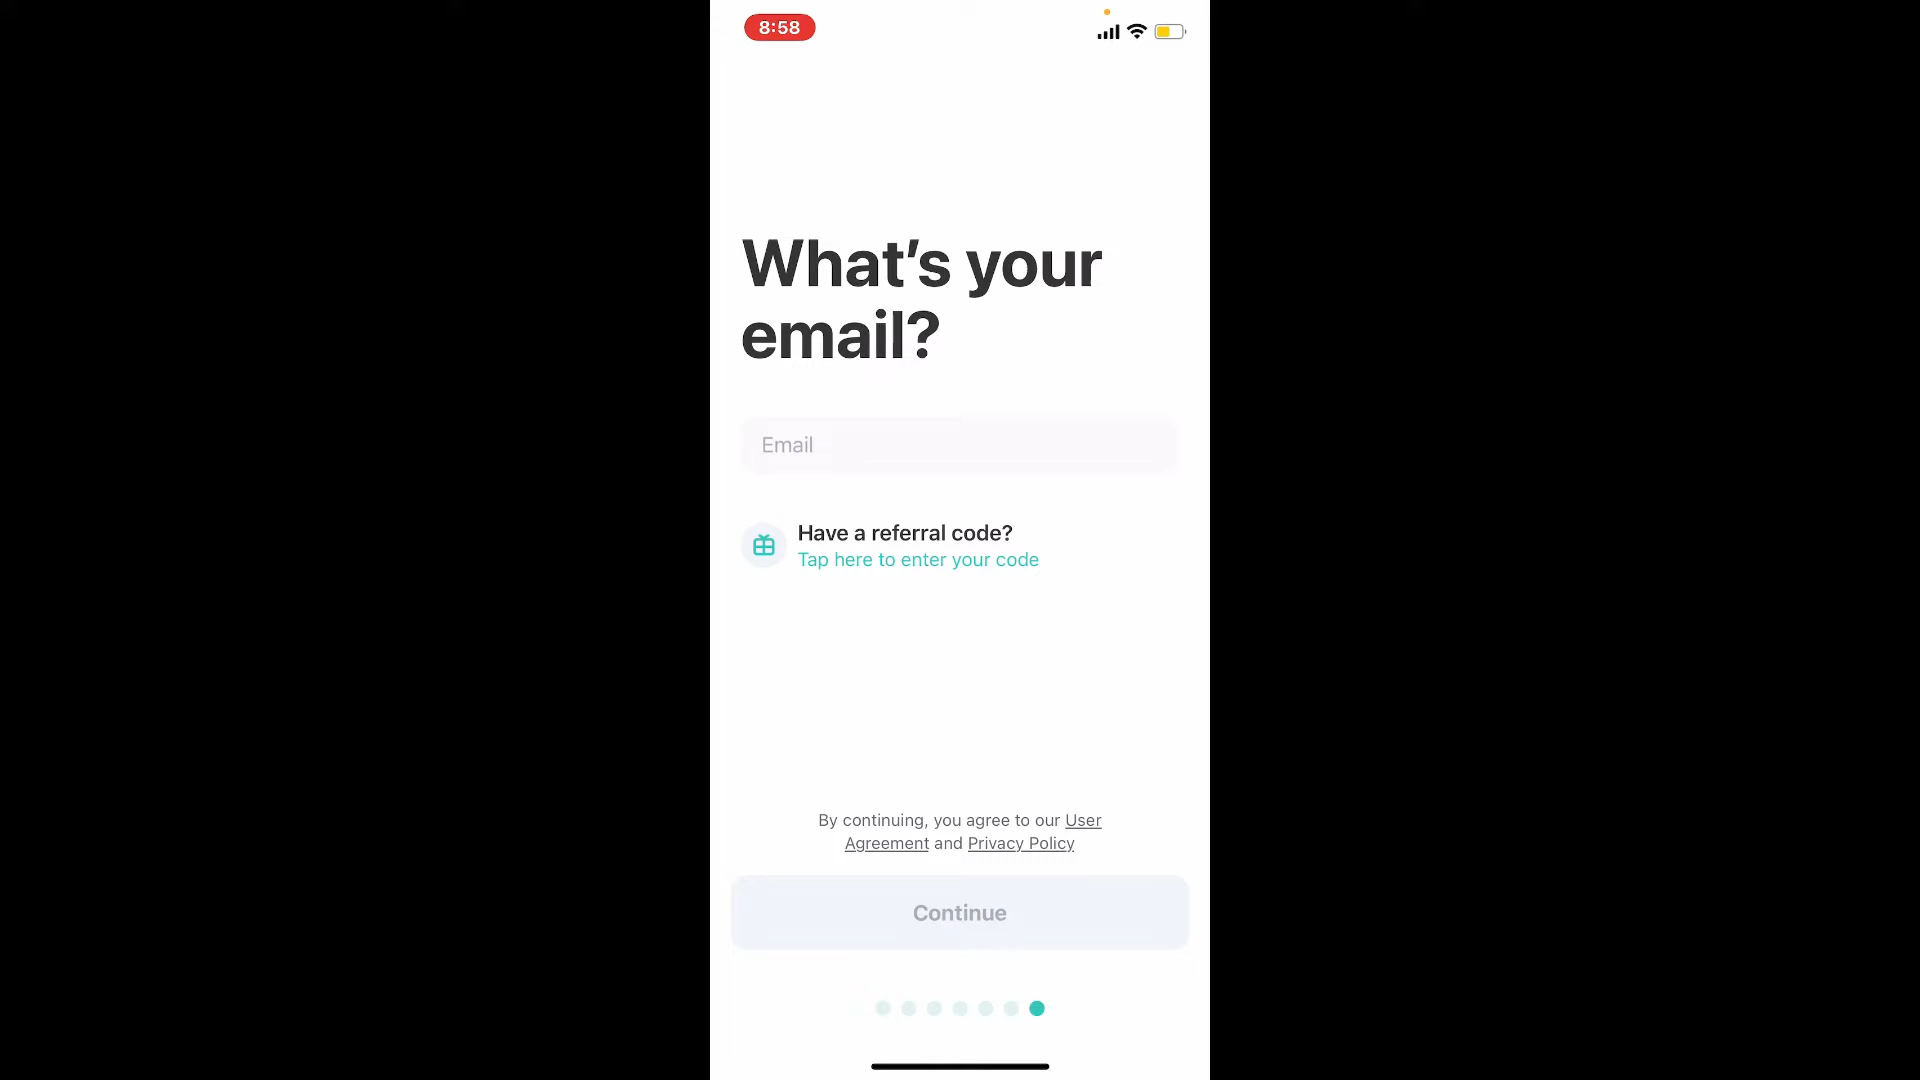 8:58
What's your
email?
Email
Have a referral code?
Tap here to enter your code
By continuing, you agree to our User
Agreement and Privacy Policy
Continue